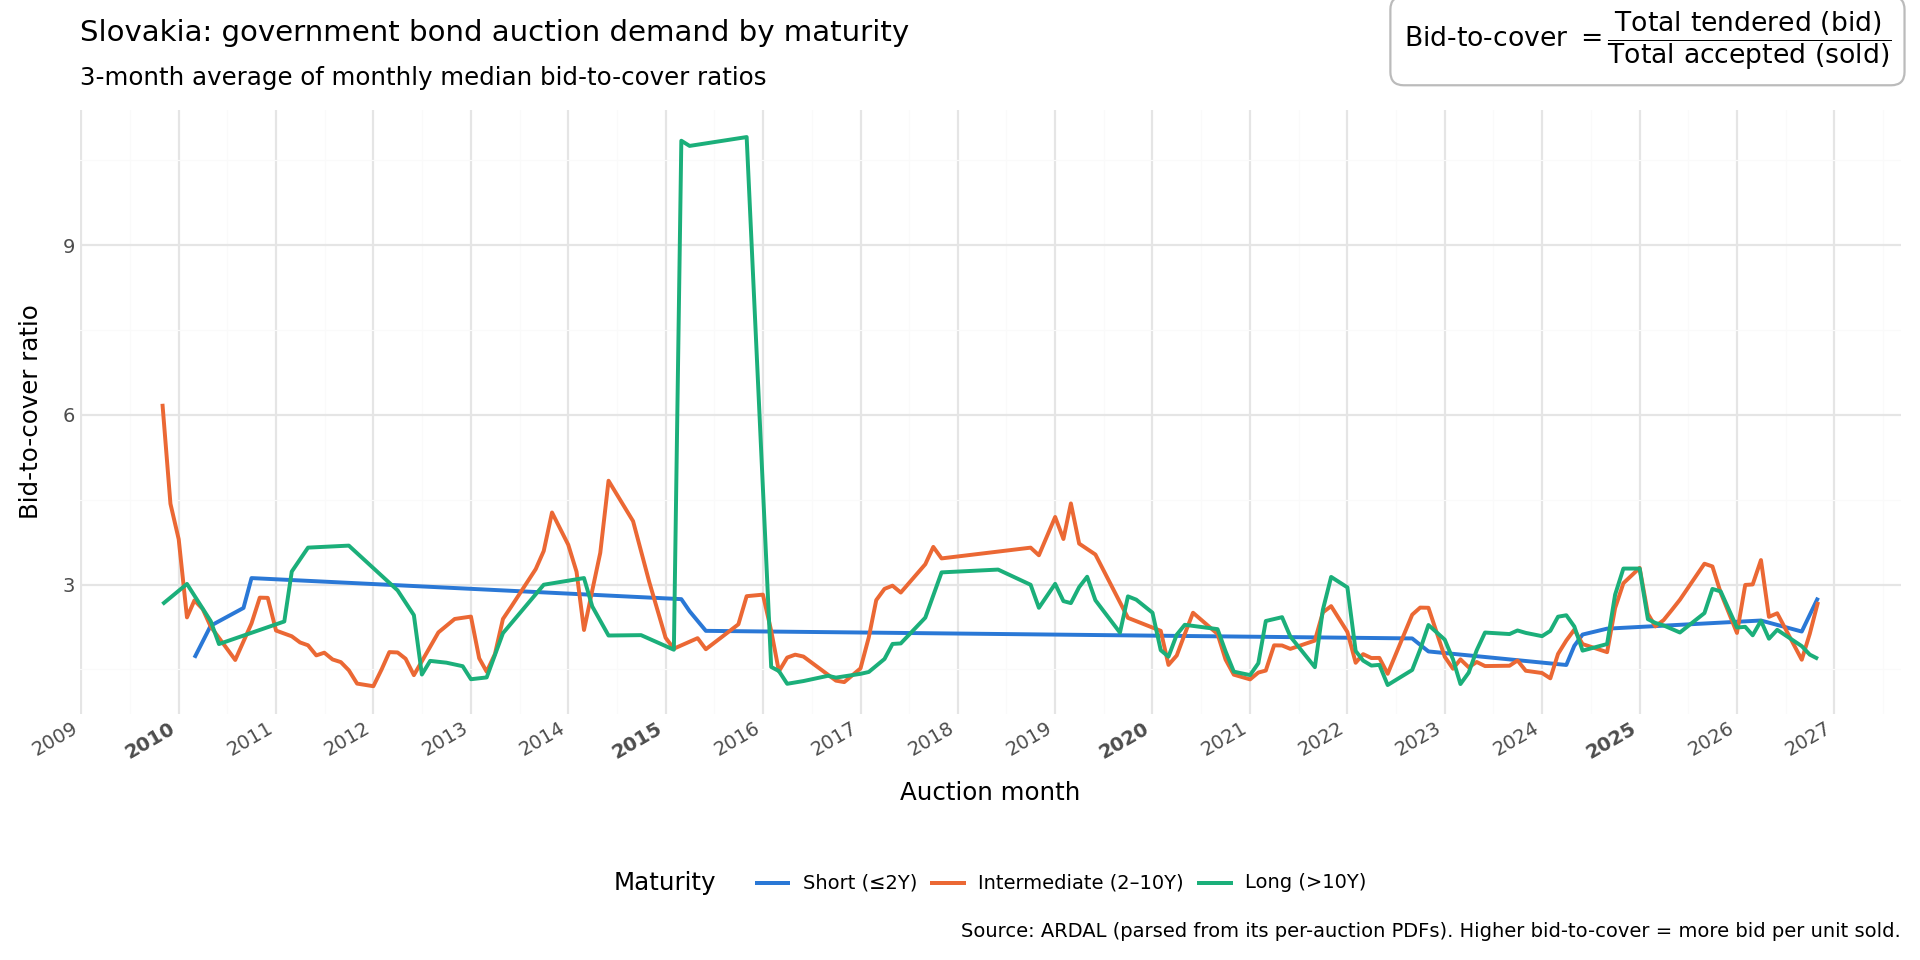 Slovakia: government bond auction demand by maturity
3-month average of monthly median bid-to-cover ratios
Bid-to-cover = Total tendered (bid)
Total accepted (sold)
Bid-to-cover ratio
9
6
3
2009 2010 2011 2012 2013 2014 2015 2016 2017 2018 2019 2020 2021 2022 2023 2024 2025 2026 2027
Auction month
Maturity Short (≤2Y) Intermediate (2–10Y) Long (>10Y)
Source: ARDAL (parsed from its per-auction PDFs). Higher bid-to-cover = more bid per unit sold.